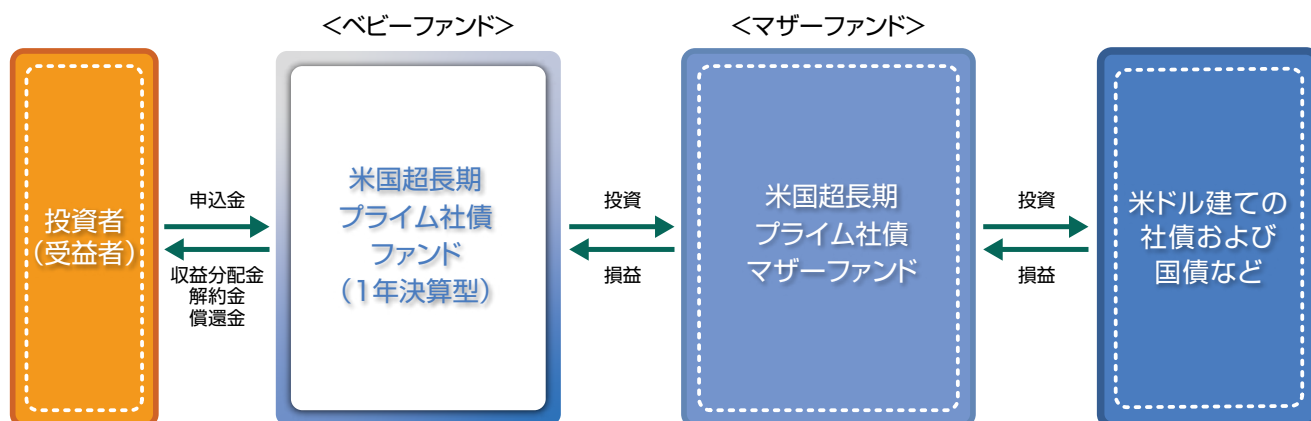 <ベビーファンド>
<マザーファンド>
投資者
(受益者)
申込金
収益分配金
解約金
償還金
米国超長期
プライム社債
ファンド
(1年決算型)
投資
損益
米国超長期
プライム社債
マザーファンド
投資
損益
米ドル建ての
社債および
国債など